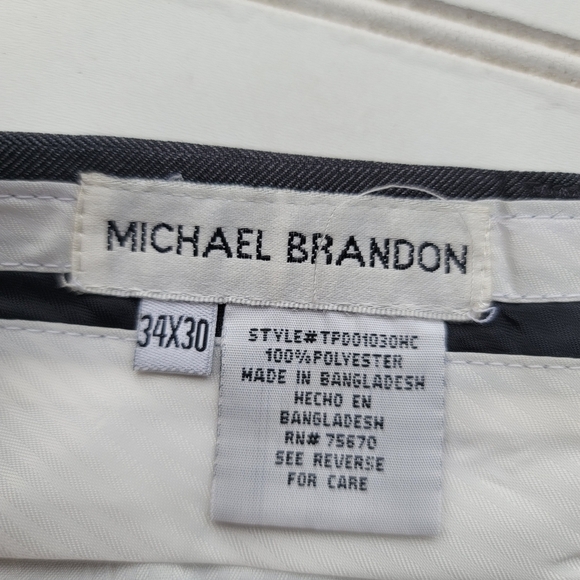 MICHAEL BRANDON
34X30
STYLE# TPD01030HC
100% POLYESTER
MADE IN BANGLADESH
HECHO EN
BANGLADESH
RN# 75670
SEE REVERSE
FOR CARE